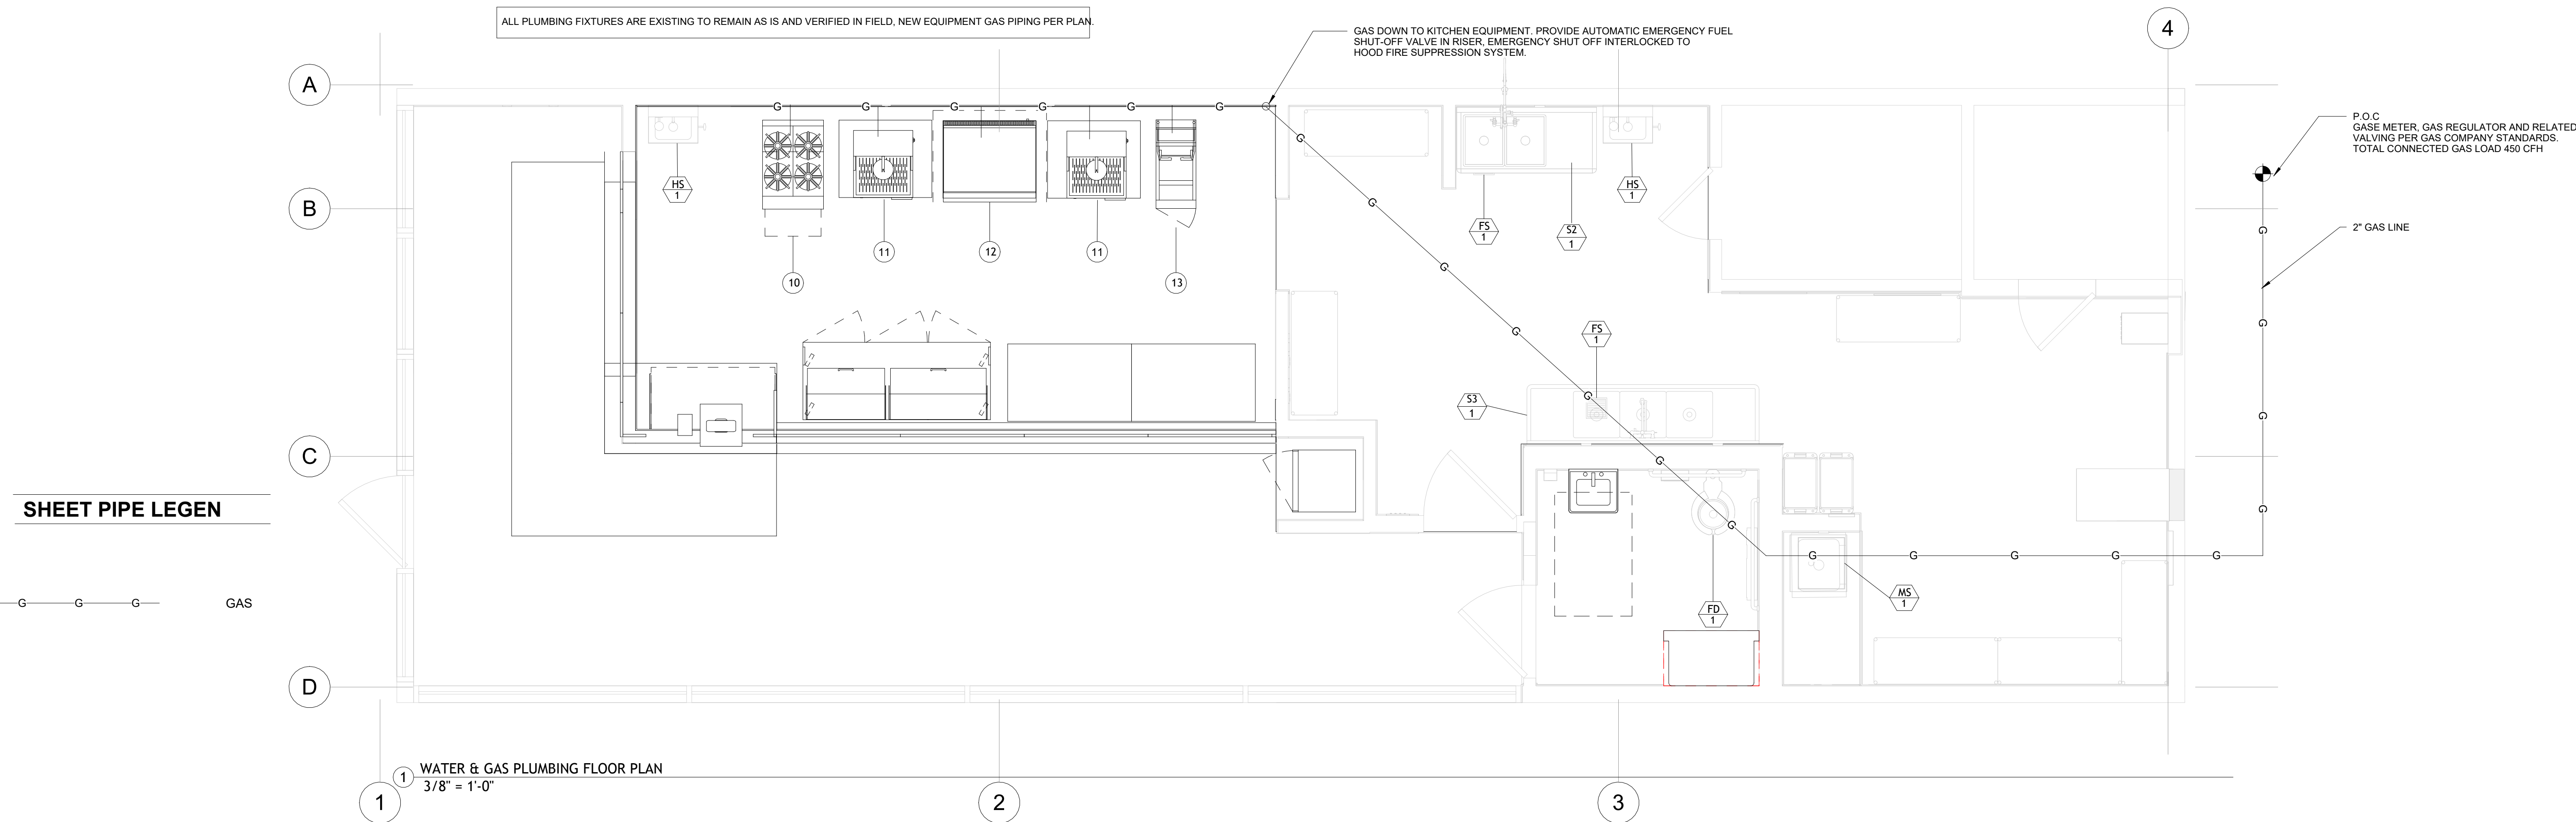 ALL PLUMBING FIXTURES ARE EXISTING TO REMAIN AS IS AND VERIFIED IN FIELD, NEW EQUIPMENT GAS PIPING PER PLAN.
GAS DOWN TO KITCHEN EQUIPMENT. PROVIDE AUTOMATIC EMERGENCY FUEL
SHUT-OFF VALVE IN RISER, EMERGENCY SHUT OFF INTERLOCKED TO
HOOD FIRE SUPPRESSION SYSTEM.
4
A
G G G G G G
P.O.C
GASE METER, GAS REGULATOR AND RELATED
VALVING PER GAS COMPANY STANDARDS.
TOTAL CONNECTED GAS LOAD 450 CFH
G
HS
1
HS
1
B
G
FS
1
S2
1
G
2" GAS LINE
11
12
11
10
13
G
G
G
FS
1
G
S3
1
G
G
C
G
SHEET PIPE LEGEN
G
G
G G G G G
MS
1
G G G GAS
FD
1
D
WATER & GAS PLUMBING FLOOR PLAN
1
3/8" = 1'-0"
1
2
3